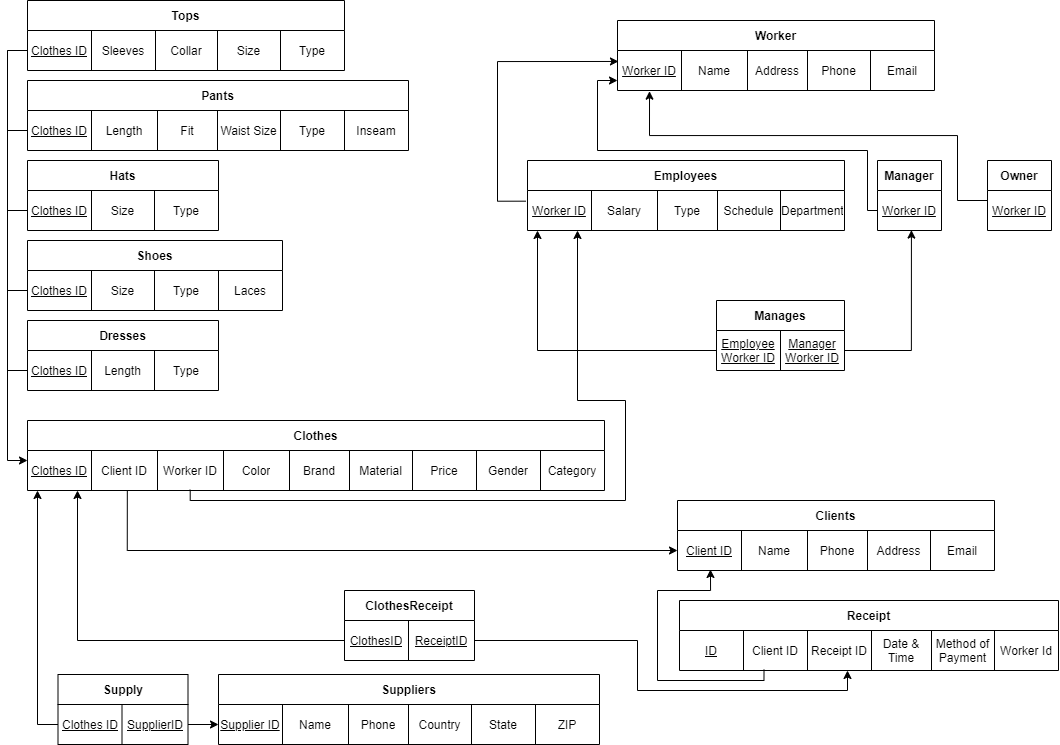 Tops
Clothes ID Sleeves Collar Size Type
Pants
Clothes ID Length Fit Waist Size Type Inseam
Hats
Clothes ID Size Type
Shoes
Clothes ID Size Type Laces
Dresses
Clothes ID Length Type
Worker
Worker ID Name Address Phone Email
Employees
Worker ID Salary Type Schedule Department
Manager
Worker ID
Owner
Worker ID
Manages
Employee
Worker ID
Manager
Worker ID
Clothes
Clothes ID Client ID Worker ID Color Brand Material Price Gender Category
Clients
Client ID Name Phone Address Email
ClothesReceipt
ClothesID ReceiptID
Receipt
ID Client ID Receipt ID Date &
Time
Method of
Payment
Worker Id
Supply
Clothes ID SupplierID
Suppliers
Supplier ID Name Phone Country State ZIP